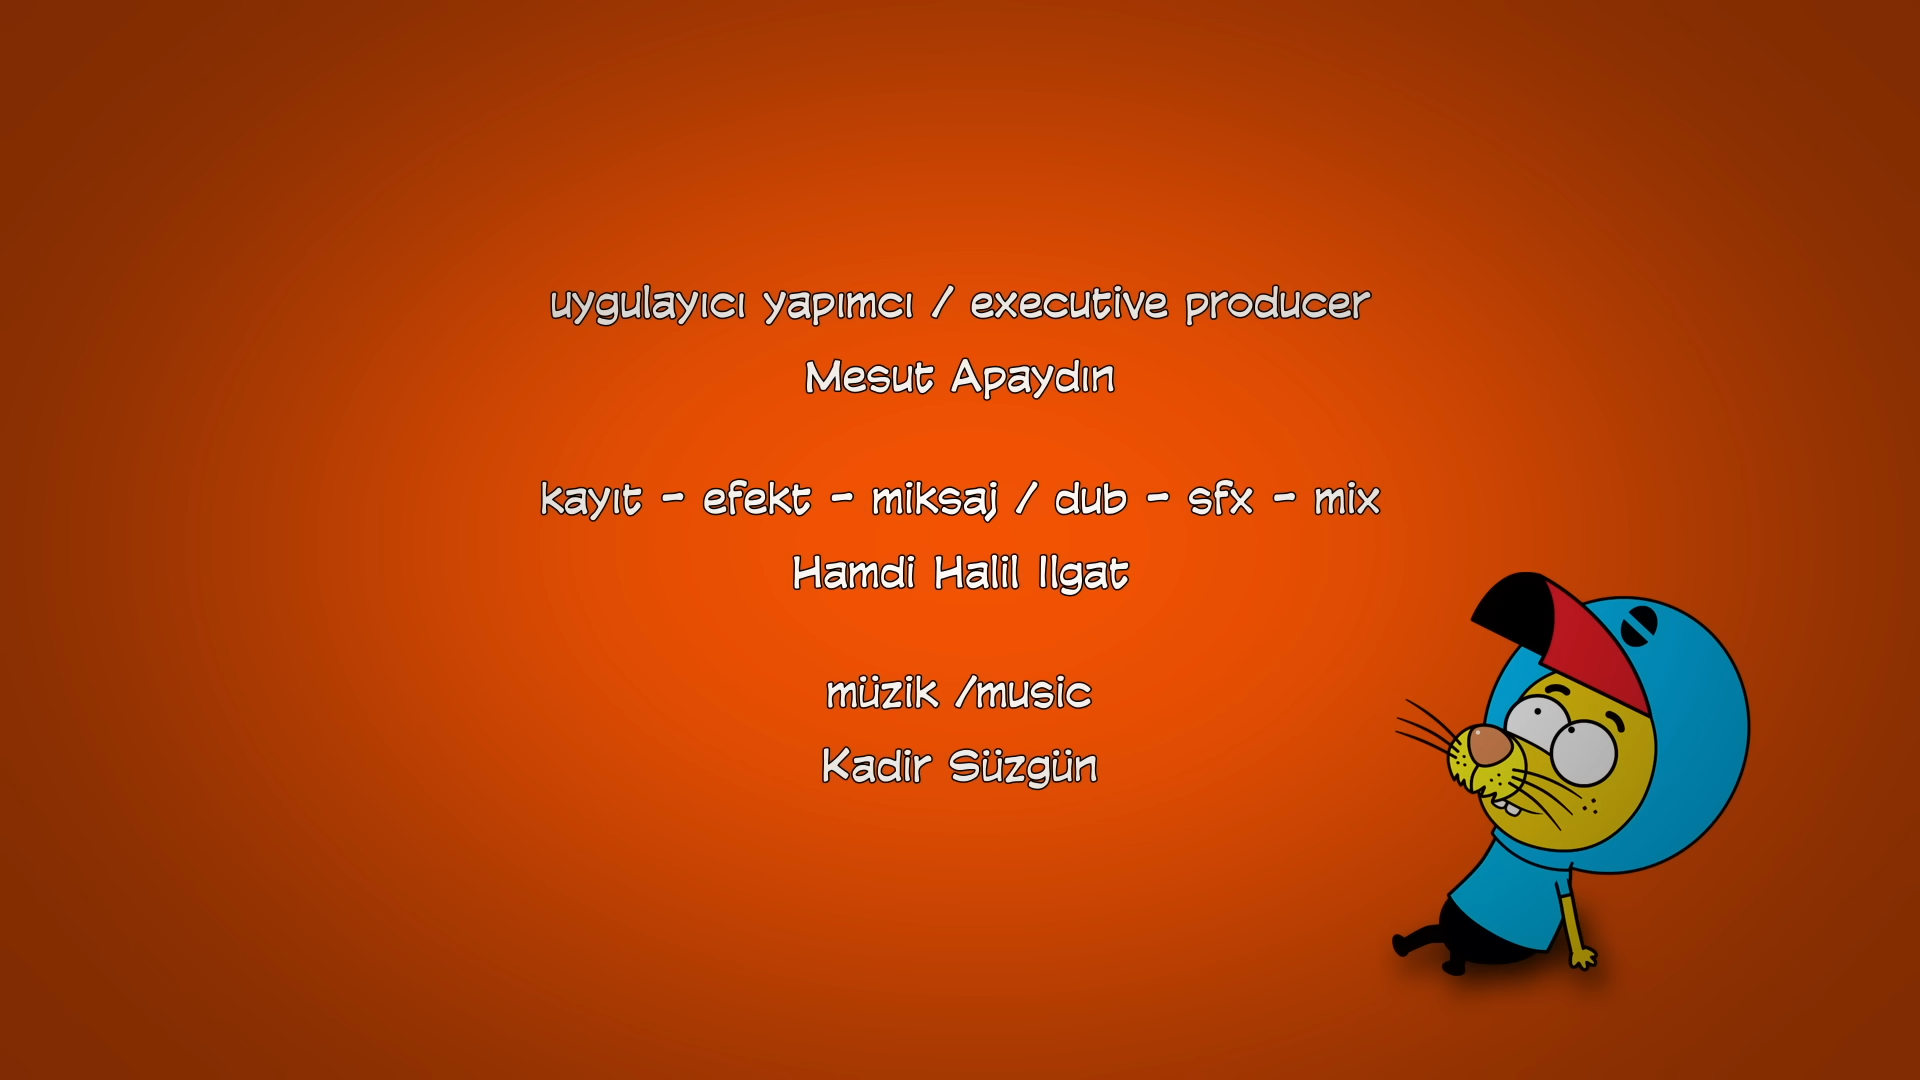 uygulayıcı yapımcı / executive producer
Mesut Apaydın
kayıt - efekt - miksaj / dub - sfx - mix
Hamdi Halil Ilgat
müzik /music
Kadir Süzgün